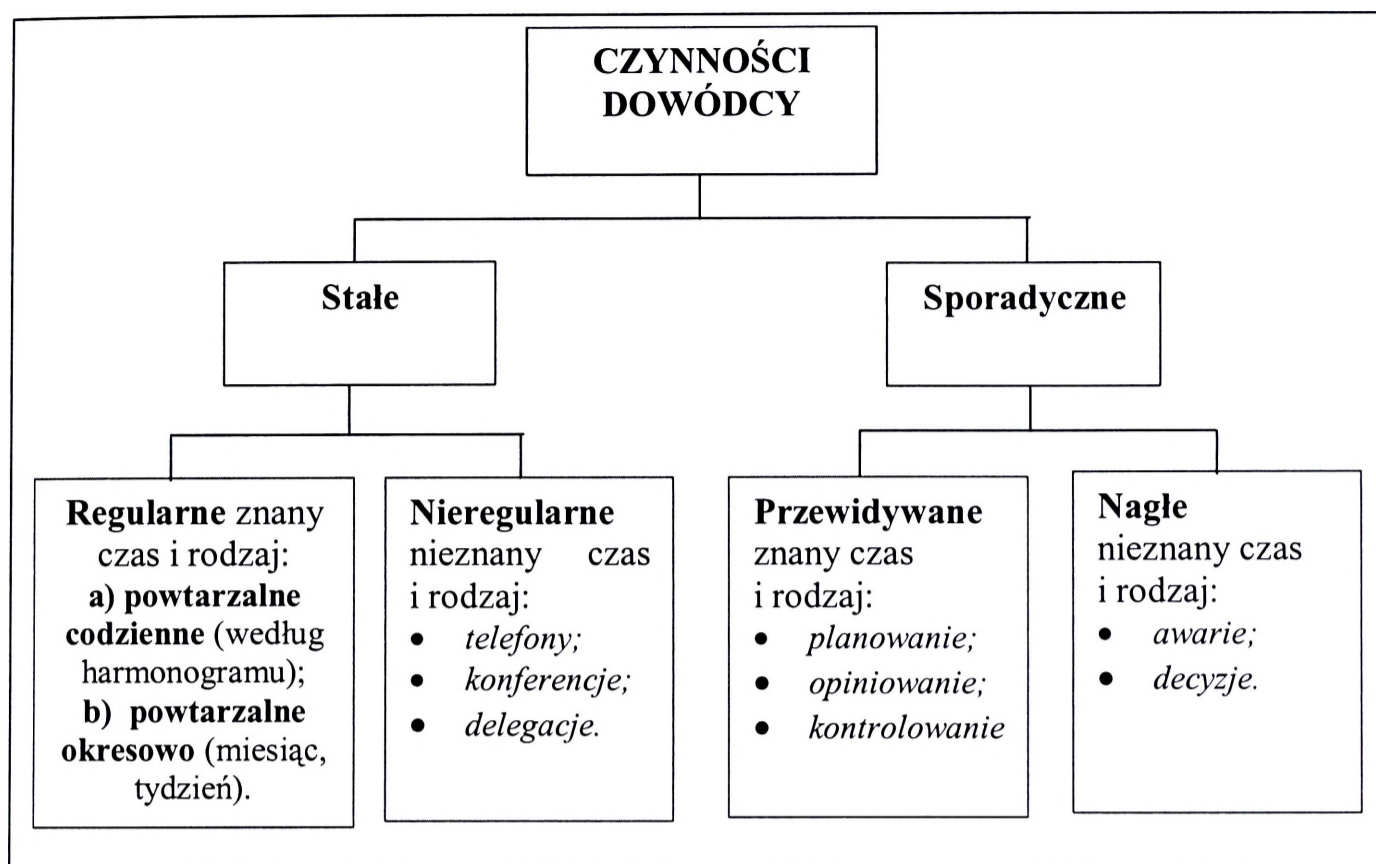 CZYNNOŚCI
DOWÓDCY
Stałe
Sporadyczne
Regularne znany
czas i rodzaj:
a) powtarzalne
codzienne (według
harmonogramu);
b) powtarzalne
okresowo (miesiąc,
tydzień).
Nieregularne
nieznany czas
i rodzaj:
• telefony;
• konferencje;
• delegacje.
Przewidywane
znany czas
i rodzaj:
• planowanie;
• opiniowanie;
• kontrolowanie
Nagłe
nieznany czas
i rodzaj:
• awarie;
• decyzje.